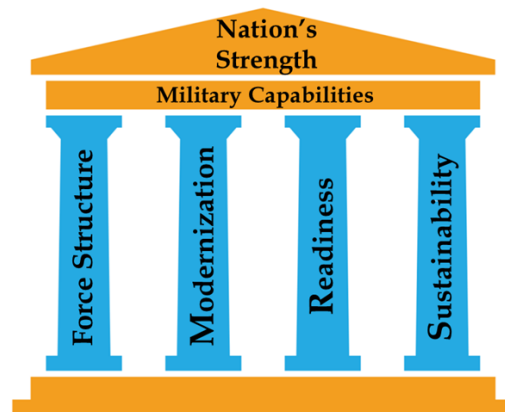 Nation's
Strength
Military Capabilities
Force Structure
Modernization
Readiness
Sustainability